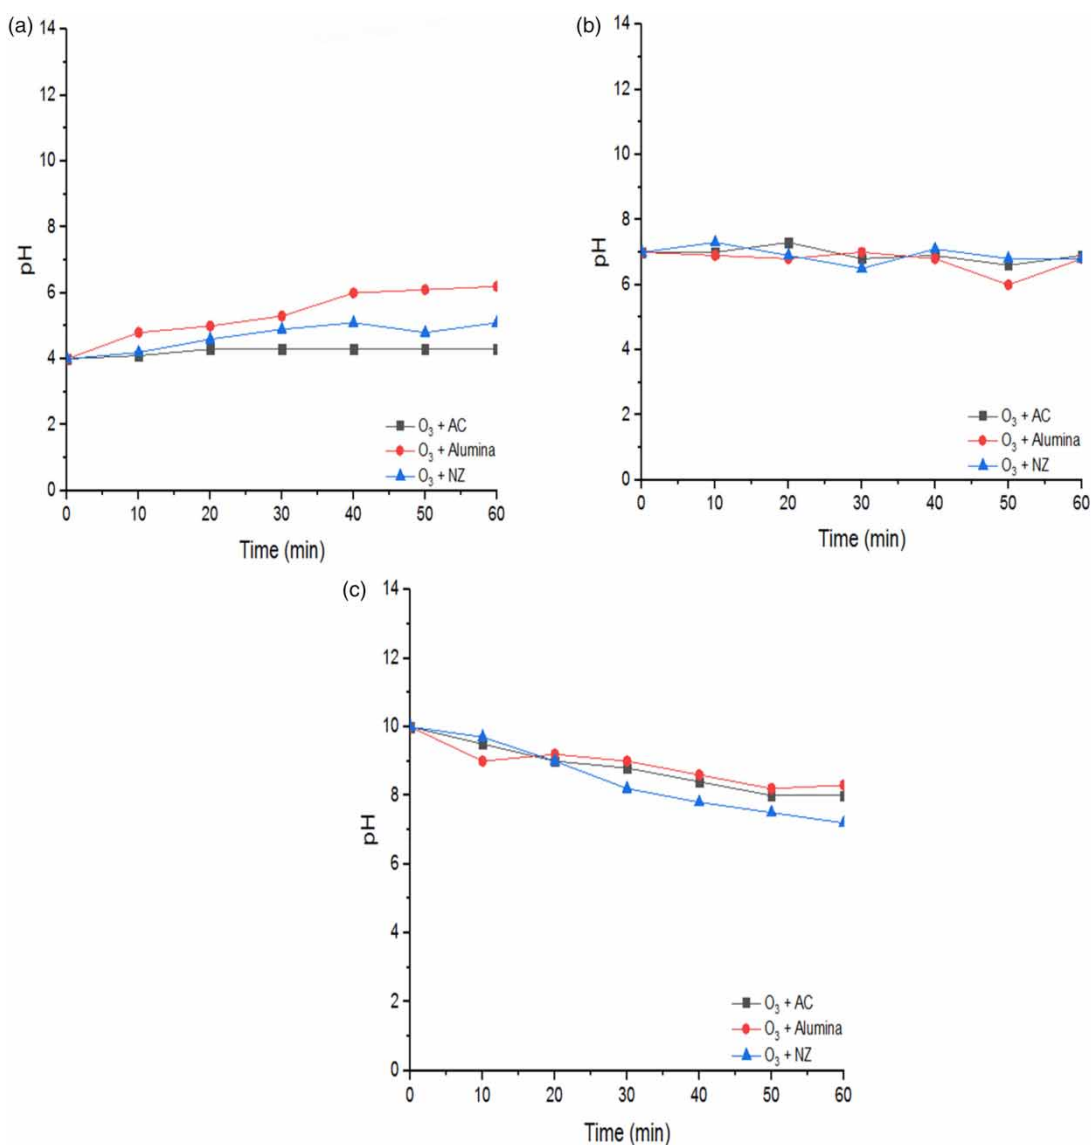 (a)
14
12
10
8
6
4
2
0
pH
0 10 20 30 40 50 60
Time (min)
O₃ + AC
O₃ + Alumina
O₃ + NZ
(b)
14
12
10
8
6
4
2
0
pH
0 10 20 30 40 50 60
Time (min)
O₃ + AC
O₃ + Alumina
O₃ + NZ
(c)
14
12
10
8
6
4
2
0
pH
0 10 20 30 40 50 60
Time (min)
O₃ + AC
O₃ + Alumina
O₃ + NZ